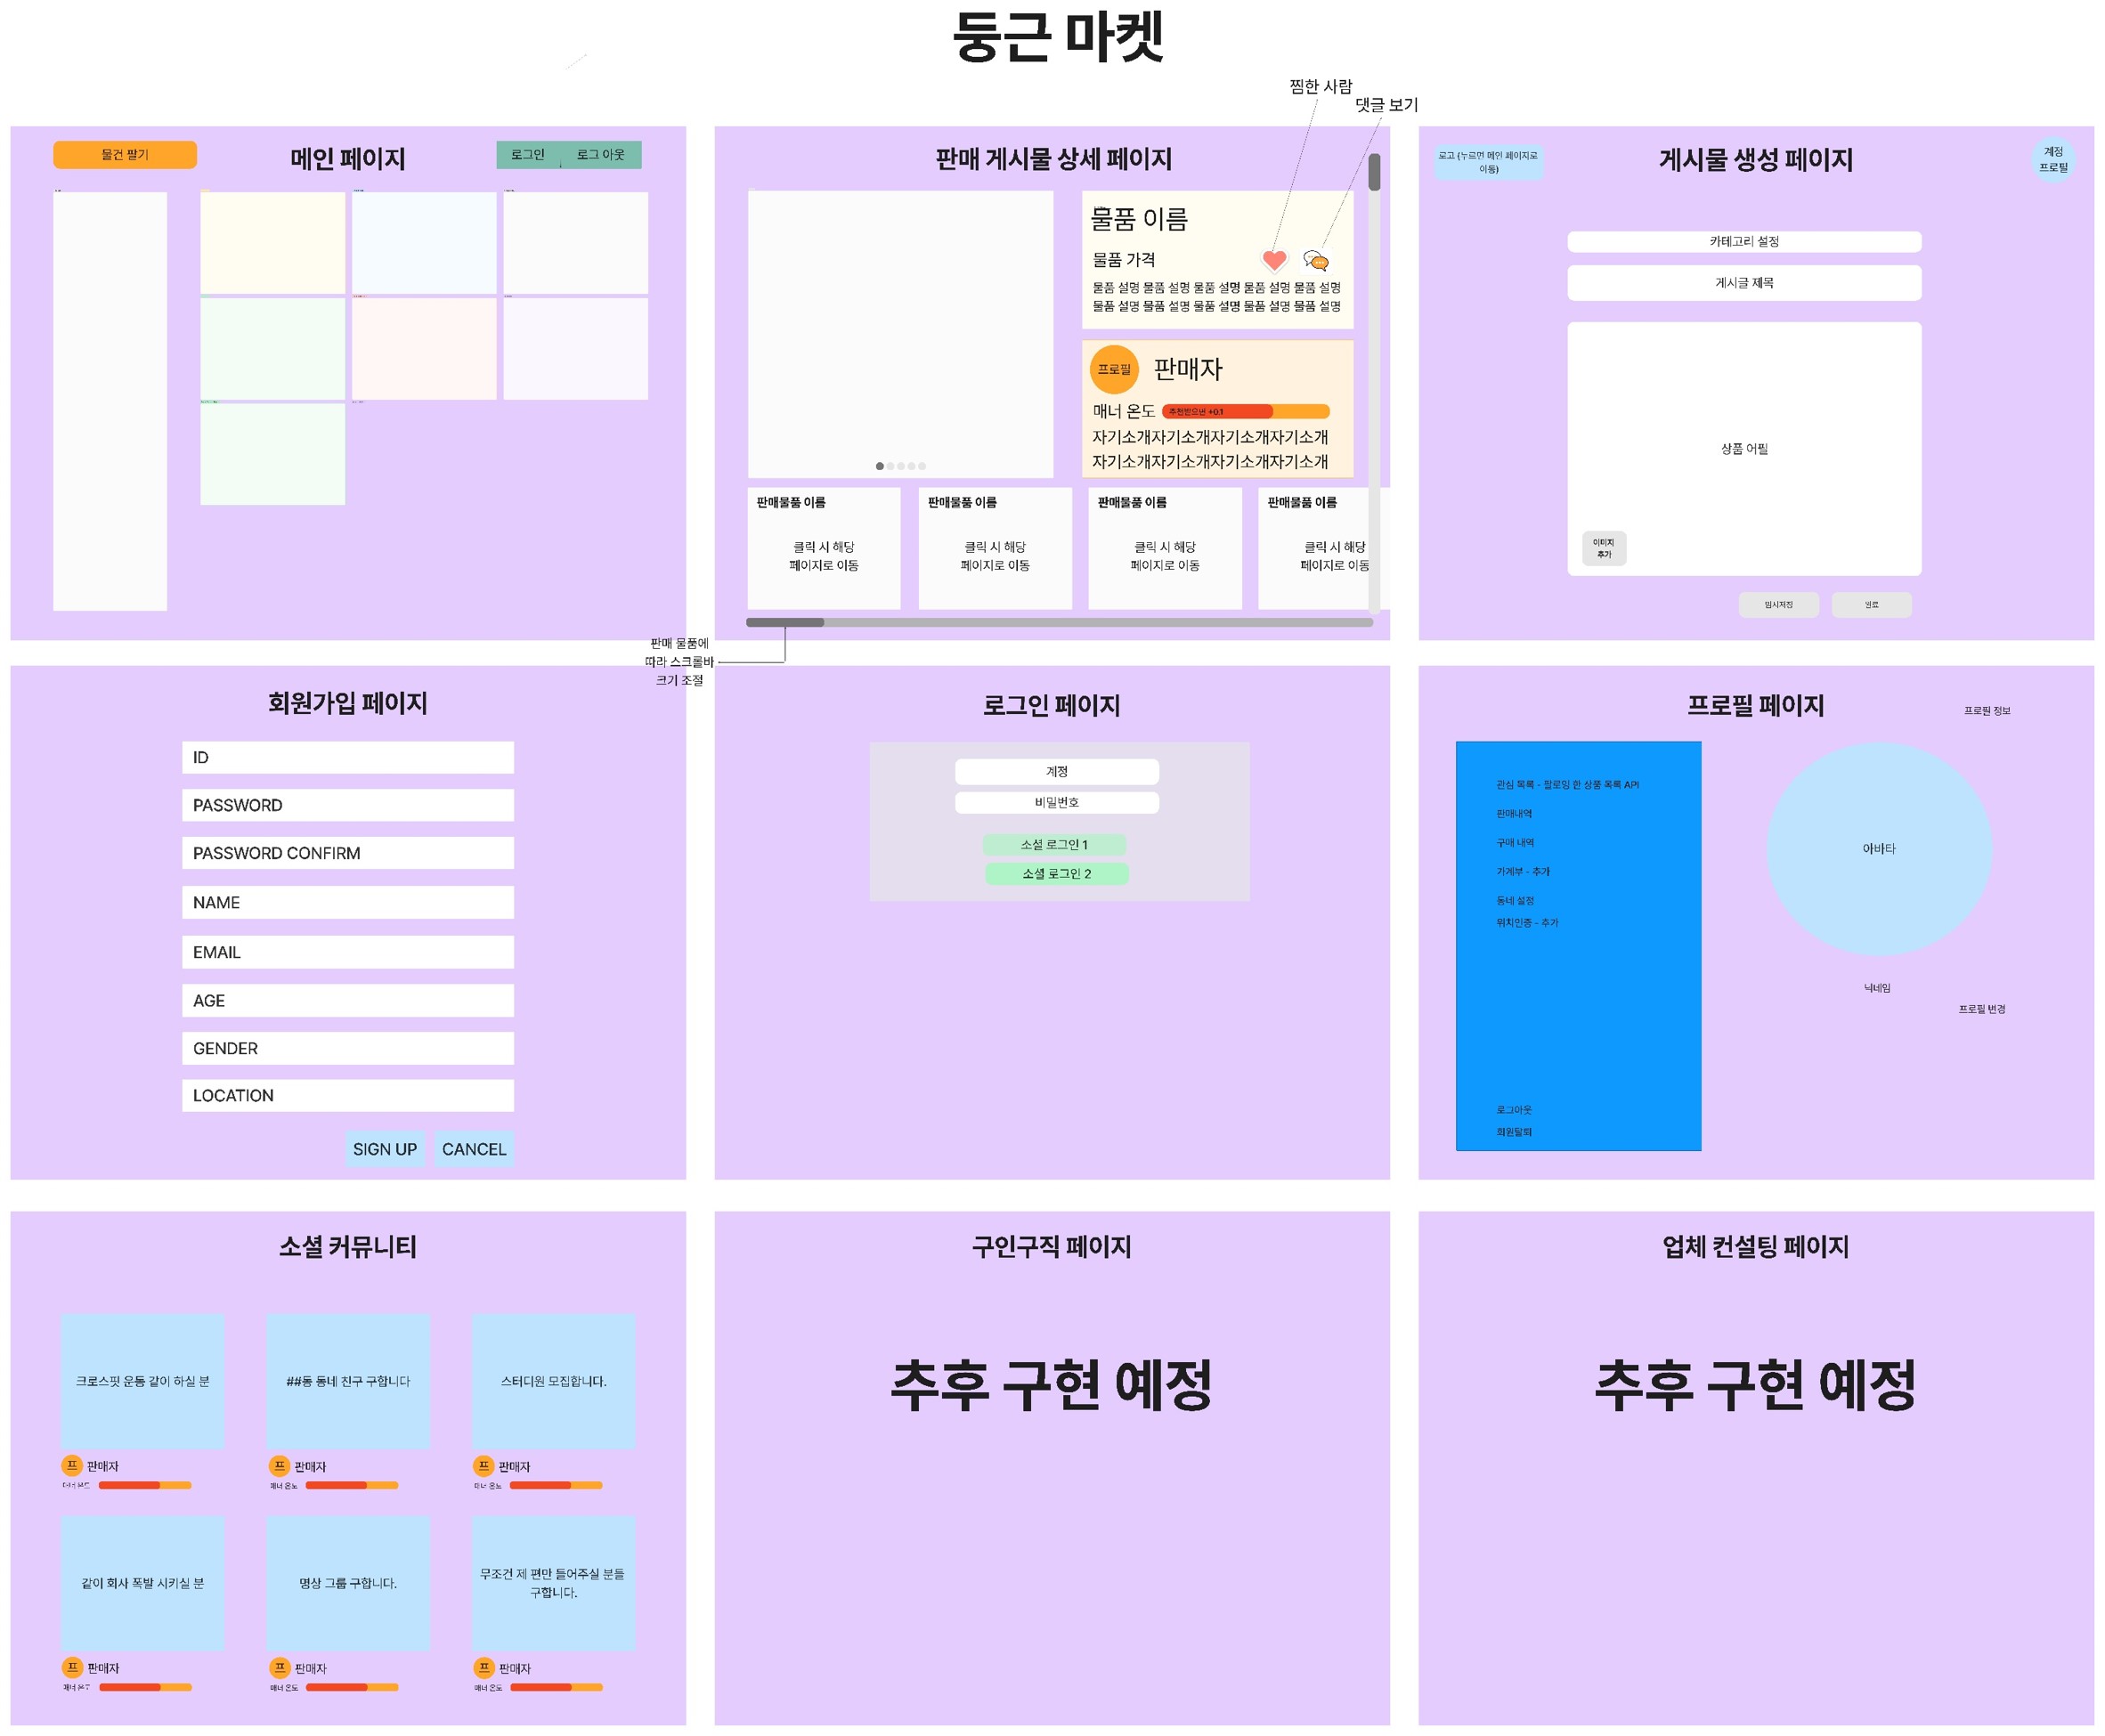 둥근 마켓
찜한 사람
댓글 보기
물건 팔기
메인 페이지
로그인
로그 아웃
판매 게시물 상세 페이지
물품 이름
물품 가격
물품 설명 물품 설명 물품 설명 물품 설명 물품 설명
물품 설명 물품 설명 물품 설명 물품 설명 물품 설명
프로필
판매자
매너 온도
추천받으면 +0.1
자기소개자기소개자기소개자기소개
자기소개자기소개자기소개자기소개
판매물품 이름
클릭 시 해당
페이지로 이동
판매물품 이름
클릭 시 해당
페이지로 이동
판매물품 이름
클릭 시 해당
페이지로 이동
판매물품 이름
클릭 시 해당
페이지로 이동
판매 물품에
따라 스크롤바
크기 조절
로고 (누르면 메인 페이지로
이동)
게시물 생성 페이지
계정
프로필
카테고리 설정
게시글 제목
상품 어필
이미지
추가
임시저장
완료
회원가입 페이지
ID
PASSWORD
PASSWORD CONFIRM
NAME
EMAIL
AGE
GENDER
LOCATION
SIGN UP
CANCEL
로그인 페이지
계정
비밀번호
소셜 로그인 1
소셜 로그인 2
프로필 페이지
프로필 정보
관심 목록 - 팔로잉 한 상품 목록 API
판매내역
구매 내역
가계부 - 추가
동네 설정
위치인증 - 추가
로그아웃
회원탈퇴
아바타
닉네임
프로필 변경
소셜 커뮤니티
크로스핏 운동 같이 하실 분
##동 동네 친구 구합니다
스터디원 모집합니다.
프 판매자
매너 온도
프 판매자
매너 온도
프 판매자
매너 온도
같이 회사 폭발 시키실 분
명상 그룹 구합니다.
무조건 제 편만 들어주실 분들
구합니다.
프 판매자
매너 온도
프 판매자
매너 온도
프 판매자
매너 온도
구인구직 페이지
추후 구현 예정
업체 컨설팅 페이지
추후 구현 예정